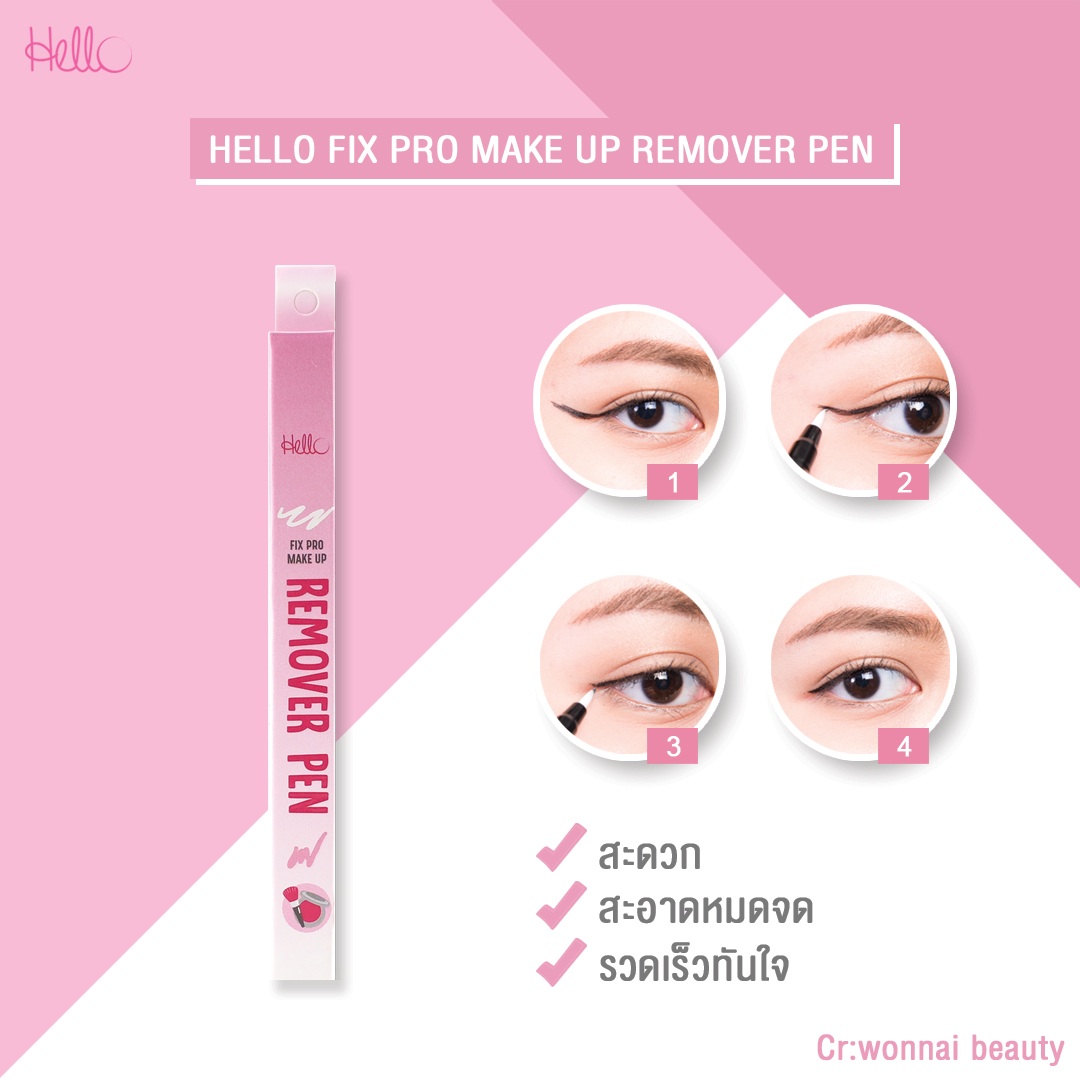 Hello
HELLO FIX PRO MAKE UP REMOVER PEN
Hello
FIX PRO
MAKE UP
REMOVER PEN
1
2
3
4
สะดวก
สะอาดหมดจด
รวดเร็วทันใจ
Cr:wonnai beauty